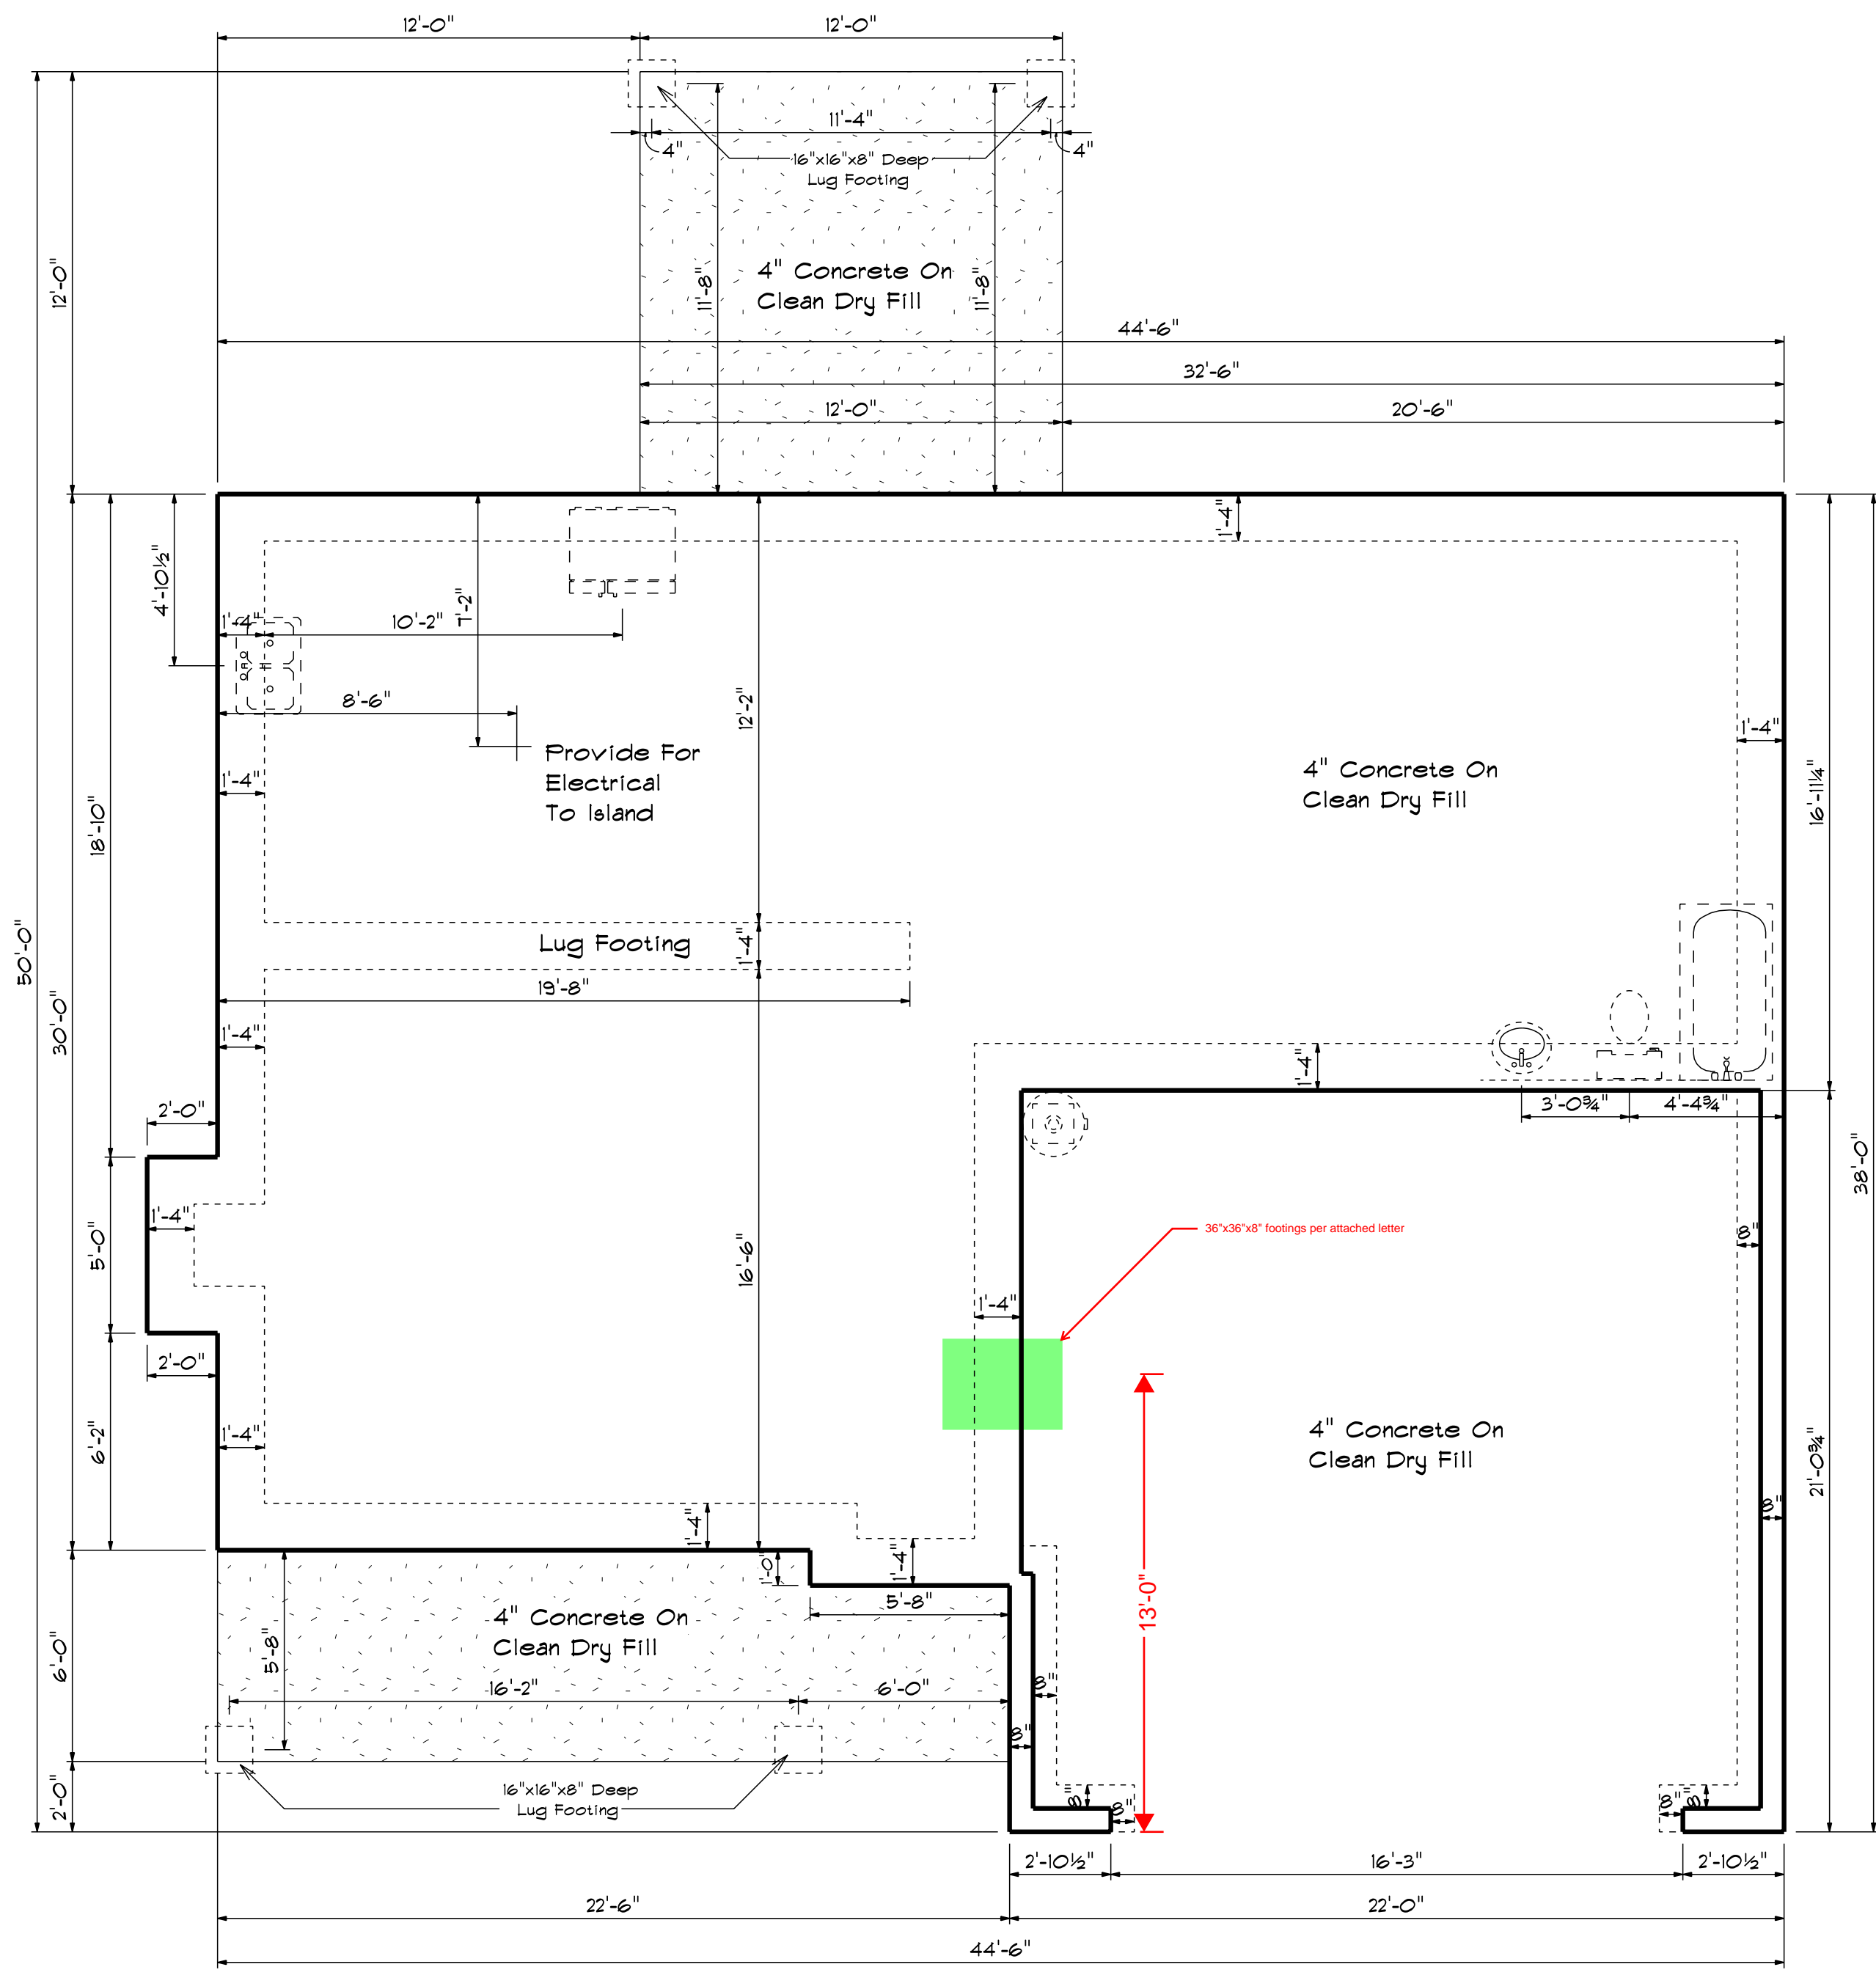 12'-0" 12'-0"
11'-4"
4" 4"
16"x16"x8" Deep
Lug Footing
12'-0"
11'-8" 11'-8"
4" Concrete On
Clean Dry Fill
44'-6"
32'-6"
12'-0" 20'-6"
1'-4"
4'-10½"
1'-4" 10'-2" 7'-2"
8'-6" 12'-2"
Provide For
Electrical
To Island
1'-4"
1'-4"
4" Concrete On
Clean Dry Fill
16'-11¼"
18'-10"
50'-0"
30'-0"
Lug Footing
1'-4"
19'-8"
1'-4"
1'-4"
3'-0¾" 4'-4¾"
2'-0"
38'-0"
1'-4"
5'-0"
16'-6"
36"x36"x8" footings per attached letter
8"
1'-4"
2'-0"
6'-2"
1'-4"
4" Concrete On
Clean Dry Fill
21'-0¾"
8"
1'-4"
1'-0"
1'-4"
5'-8"
13'-0"
4" Concrete On
Clean Dry Fill
6'-0"
5'-8"
16'-2" 6'-0"
8"
8"
16"x16"x8" Deep
Lug Footing
2'-0"
8" 8" 8" 8"
2'-10½" 16'-3" 2'-10½"
22'-6" 22'-0"
44'-6"